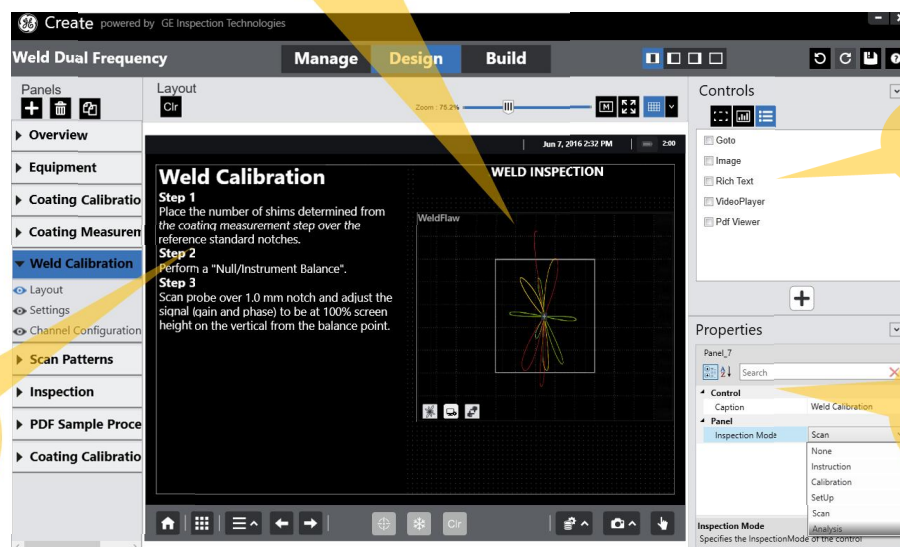 Create powered by GE Inspection Technologies
Weld Dual Frequency
Manage Design Build
Panels
Overview
Equipment
Coating Calibratio
Coating Measurem
Weld Calibration
Layout
Settings
Channel Configuration
Scan Patterns
Inspection
PDF Sample Proce
Coating Calibratio
Layout
Clr
Zoom : 75.2%
M
Jun 7, 2016 2:32 PM
2:00
Weld Calibration
Step 1
Place the number of shims determined from
the coating measurement step over the
reference standard notches.
Step 2
Perform a "Null/Instrument Balance".
Step 3
Scan probe over 1.0 mm notch and adjust the
signal (gain and phase) to be at 100% screen
height on the vertical from the balance point.
WELD INSPECTION
WeldFlaw
Clr
Controls
Goto
Image
Rich Text
VideoPlayer
Pdf Viewer
Properties
Panel_7
Search
Control
Caption Weld Calibration
Panel
Inspection Mode Scan
None
Instruction
Calibration
SetUp
Scan
Analysis
Inspection Mode
Specifies the InspectionMode of the control